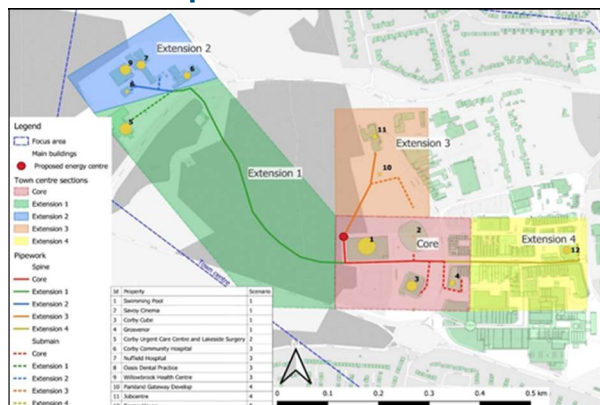 Extension 2
9
7
6
8
5
11
Extension 3
10
Extension 1
2
1
Core
Extension 4
12
3
4
Town centre
Legend
Focus area
Main buildings
Proposed energy centre
Town centre sections
Core
Extension 1
Extension 2
Extension 3
Extension 4
Pipework
Spine
Core
Extension 1
Extension 2
Extension 3
Extension 4
Submain
Core
Extension 1
Extension 2
Extension 3
Extension 4
Id Property Scenario
1 Swimming Pool 1
2 Savoy Cinema 1
3 Corby Cube 1
4 Grosvenor 1
5 Corby Urgent Care Centre and Lakeside Surgery 2
6 Corby Community Hospital 2
7 Nuffield Hospital 3
8 Oasis Dental Practice 3
9 Willowbrook Health Centre 3
10 Parkland Gateway Develop 4
11 Jobcentre 4
0 0.1 0.2 0.3 0.4 0.5 km